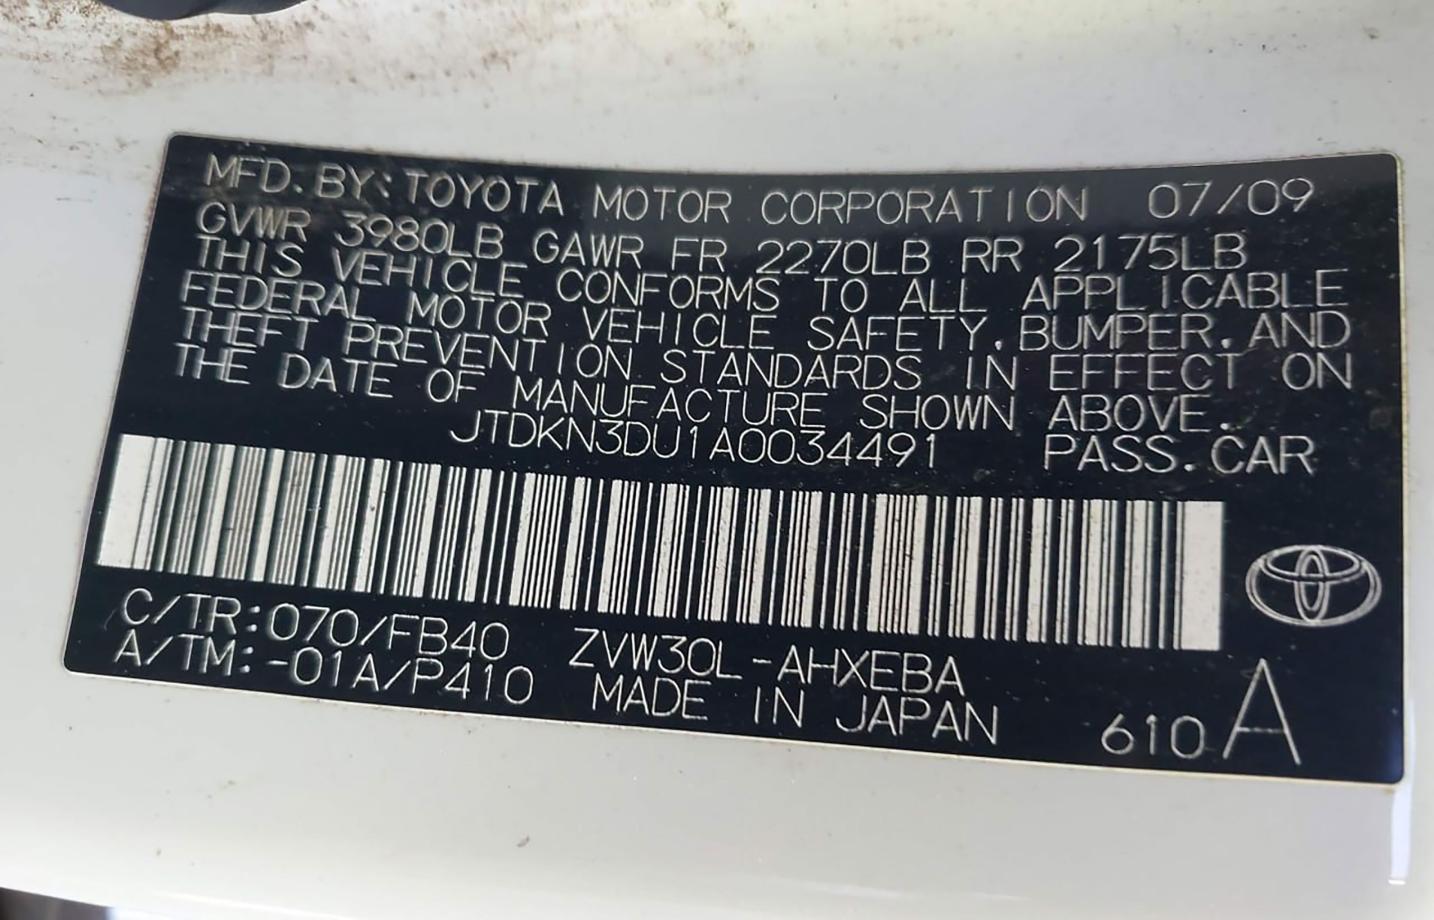 MFD. BY: TOYOTA MOTOR CORPORATION 07/09
GVWR 3980LB GAWR FR 2270LB RR 2175LB
THIS VEHICLE CONFORMS TO ALL APPLICABLE
FEDERAL MOTOR VEHICLE SAFETY, BUMPER, AND
THEFT PREVENTION STANDARDS IN EFFECT ON
THE DATE OF MANUFACTURE SHOWN ABOVE.
JTDKN3DU1A0034491 PASS. CAR
C/TR: 070/FB40 ZVW30L-AHXEBA
A/TM: -01A/P410 MADE IN JAPAN 610 A